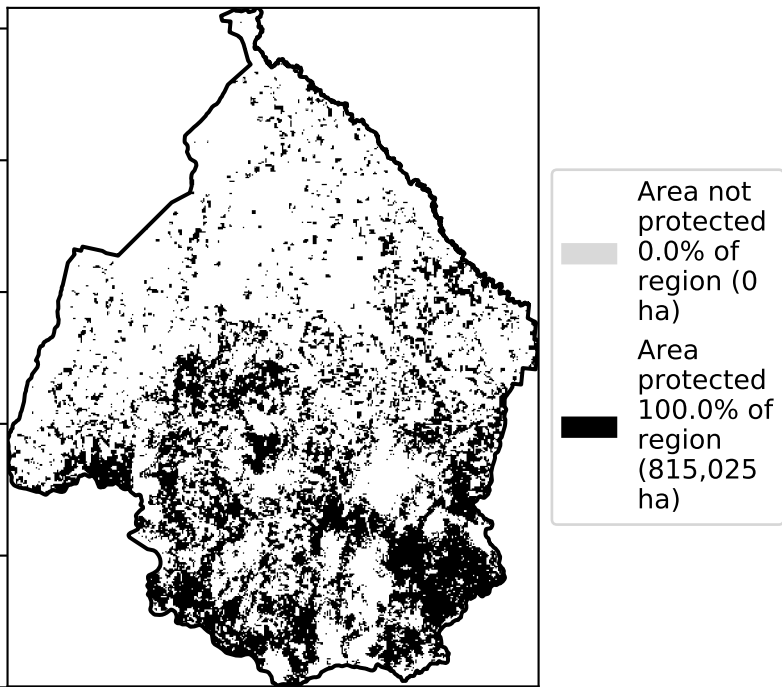 Area not
protected
0.0% of
region (0
ha)
Area
protected
100.0% of
region
(815,025
ha)